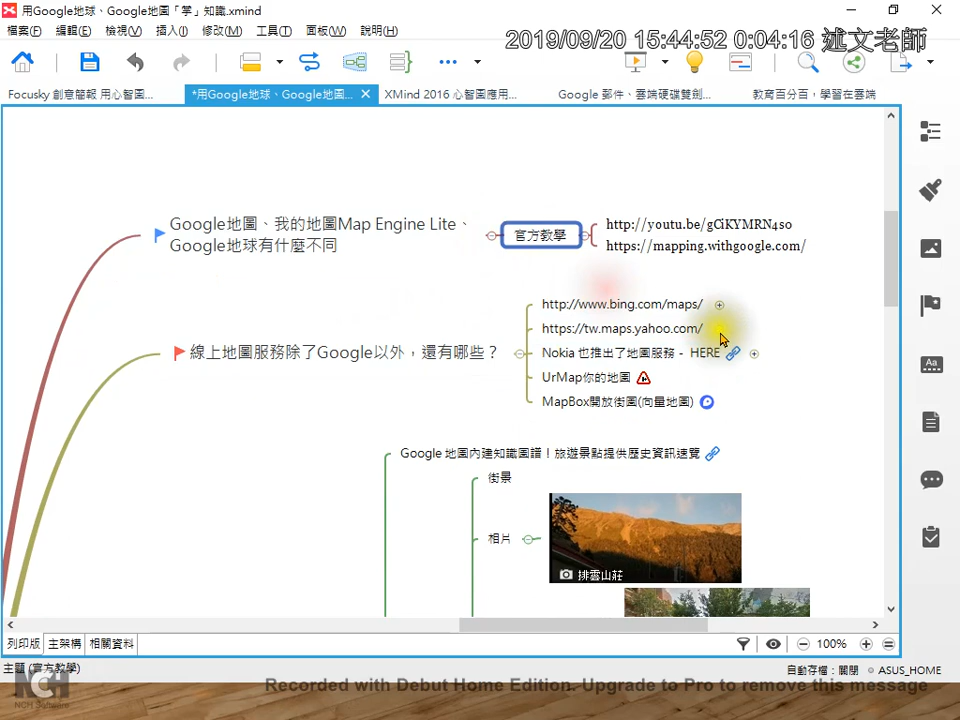 用Google地球、Google地圖「掌」知識.xmind
檔案(F) 編輯(E) 檢視(V) 插入(I) 修改(M) 工具(T) 面板(W) 說明(H)
2019/09/20 15:44:52 0:04:16 述文老師
Focusky 創意簡報 用心智圖...
*用Google地球、Google地圖...
XMind 2016 心智圖應用...
Google 郵件、雲端硬碟雙劍...
教育百分百，學習在雲端
Google地圖、我的地圖Map Engine Lite、
Google地球有什麼不同
官方教學
http://youtu.be/gGiKYMRN4so
https://mapping.withgoogle.com/
線上地圖服務除了Google以外，還有哪些？
http://www.bing.com/maps/
https://tw.maps.yahoo.com/
Nokia 也推出了地圖服務 - HERE
UrMap你的地圖
MapBox開放街圖(向量地圖)
Google 地圖內建知識圖譜！旅遊景點提供歷史資訊速覽
街景
相片
排雲山莊
Aa
列印版 主架構 相關資料
100%
主題 (官方教學)
自動存檔：關閉 ASUS_HOME
NCH
NCH Software
Recorded with Debut Home Edition. Upgrade to Pro to remove this message